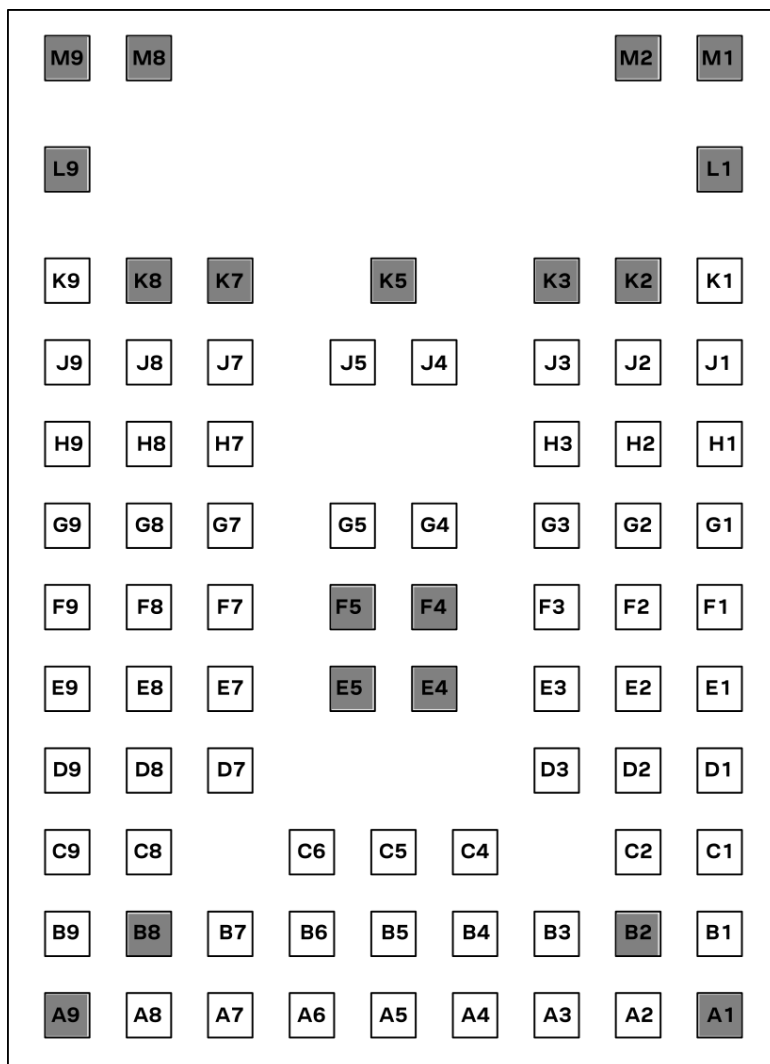 M9 M8 M2 M1
L9 L1
K9 K8 K7 K5 K3 K2 K1
J9 J8 J7 J5 J4 J3 J2 J1
H9 H8 H7 H3 H2 H1
G9 G8 G7 G5 G4 G3 G2 G1
F9 F8 F7 F5 F4 F3 F2 F1
E9 E8 E7 E5 E4 E3 E2 E1
D9 D8 D7 D3 D2 D1
C9 C8 C6 C5 C4 C2 C1
B9 B8 B7 B6 B5 B4 B3 B2 B1
A9 A8 A7 A6 A5 A4 A3 A2 A1